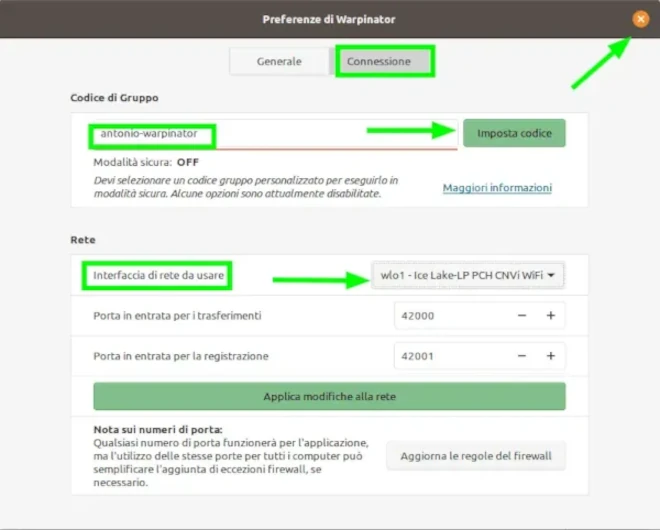 Preferenze di Warpinator
Generale
Connessione
Codice di Gruppo
antonio-warpinator
Imposta codice
Modalità sicura: OFF
Devi selezionare un codice gruppo personalizzato per eseguirlo in
modalità sicura. Alcune opzioni sono attualmente disabilitate.
Maggiori informazioni
Rete
Interfaccia di rete da usare
wlo1 - Ice Lake-LP PCH CNVi WiFi
Porta in entrata per i trasferimenti
42000
Porta in entrata per la registrazione
42001
Applica modifiche alla rete
Nota sui numeri di porta:
Qualsiasi numero di porta funzionerà per l'applicazione,
ma l'utilizzo delle stesse porte per tutti i computer può
semplificare l'aggiunta di eccezioni firewall, se
necessario.
Aggiorna le regole del firewall